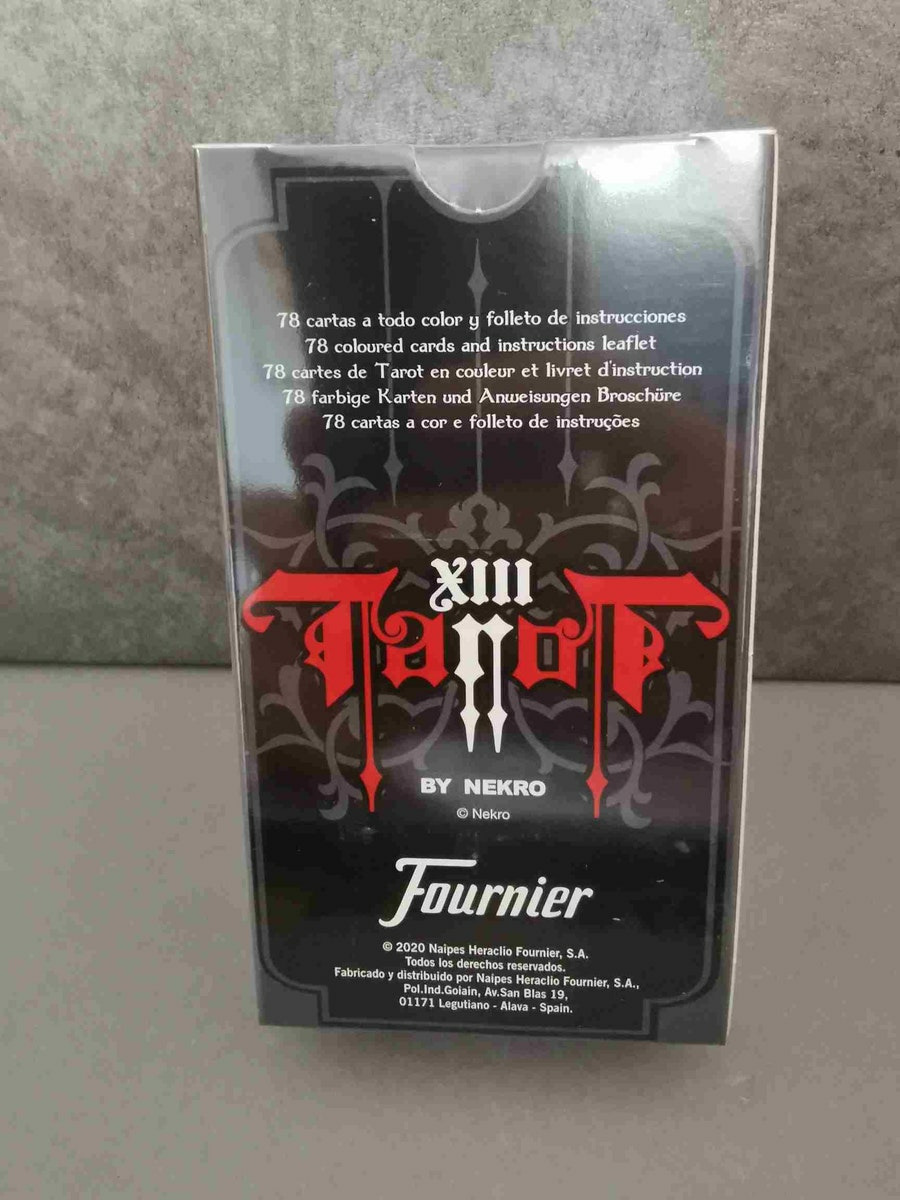 78 cartas a todo color y folleto de instrucciones
78 coloured cards and instructions leaflet
78 cartes de Tarot en couleur et livret d'instruction
78 farbige Karten und Anweisungen Broschüre
78 cartas a cor e folleto de instruções
XIII
Tarot
BY NEKRO
© Nekro
Fournier
© 2020 Naipes Heraclio Fournier, S.A.
Todos los derechos reservados.
Fabricado y distribuido por Naipes Heraclio Fournier, S.A.,
Pol.Ind.Goiain, Av.San Blas 19,
01171 Legutiano - Alava - Spain.